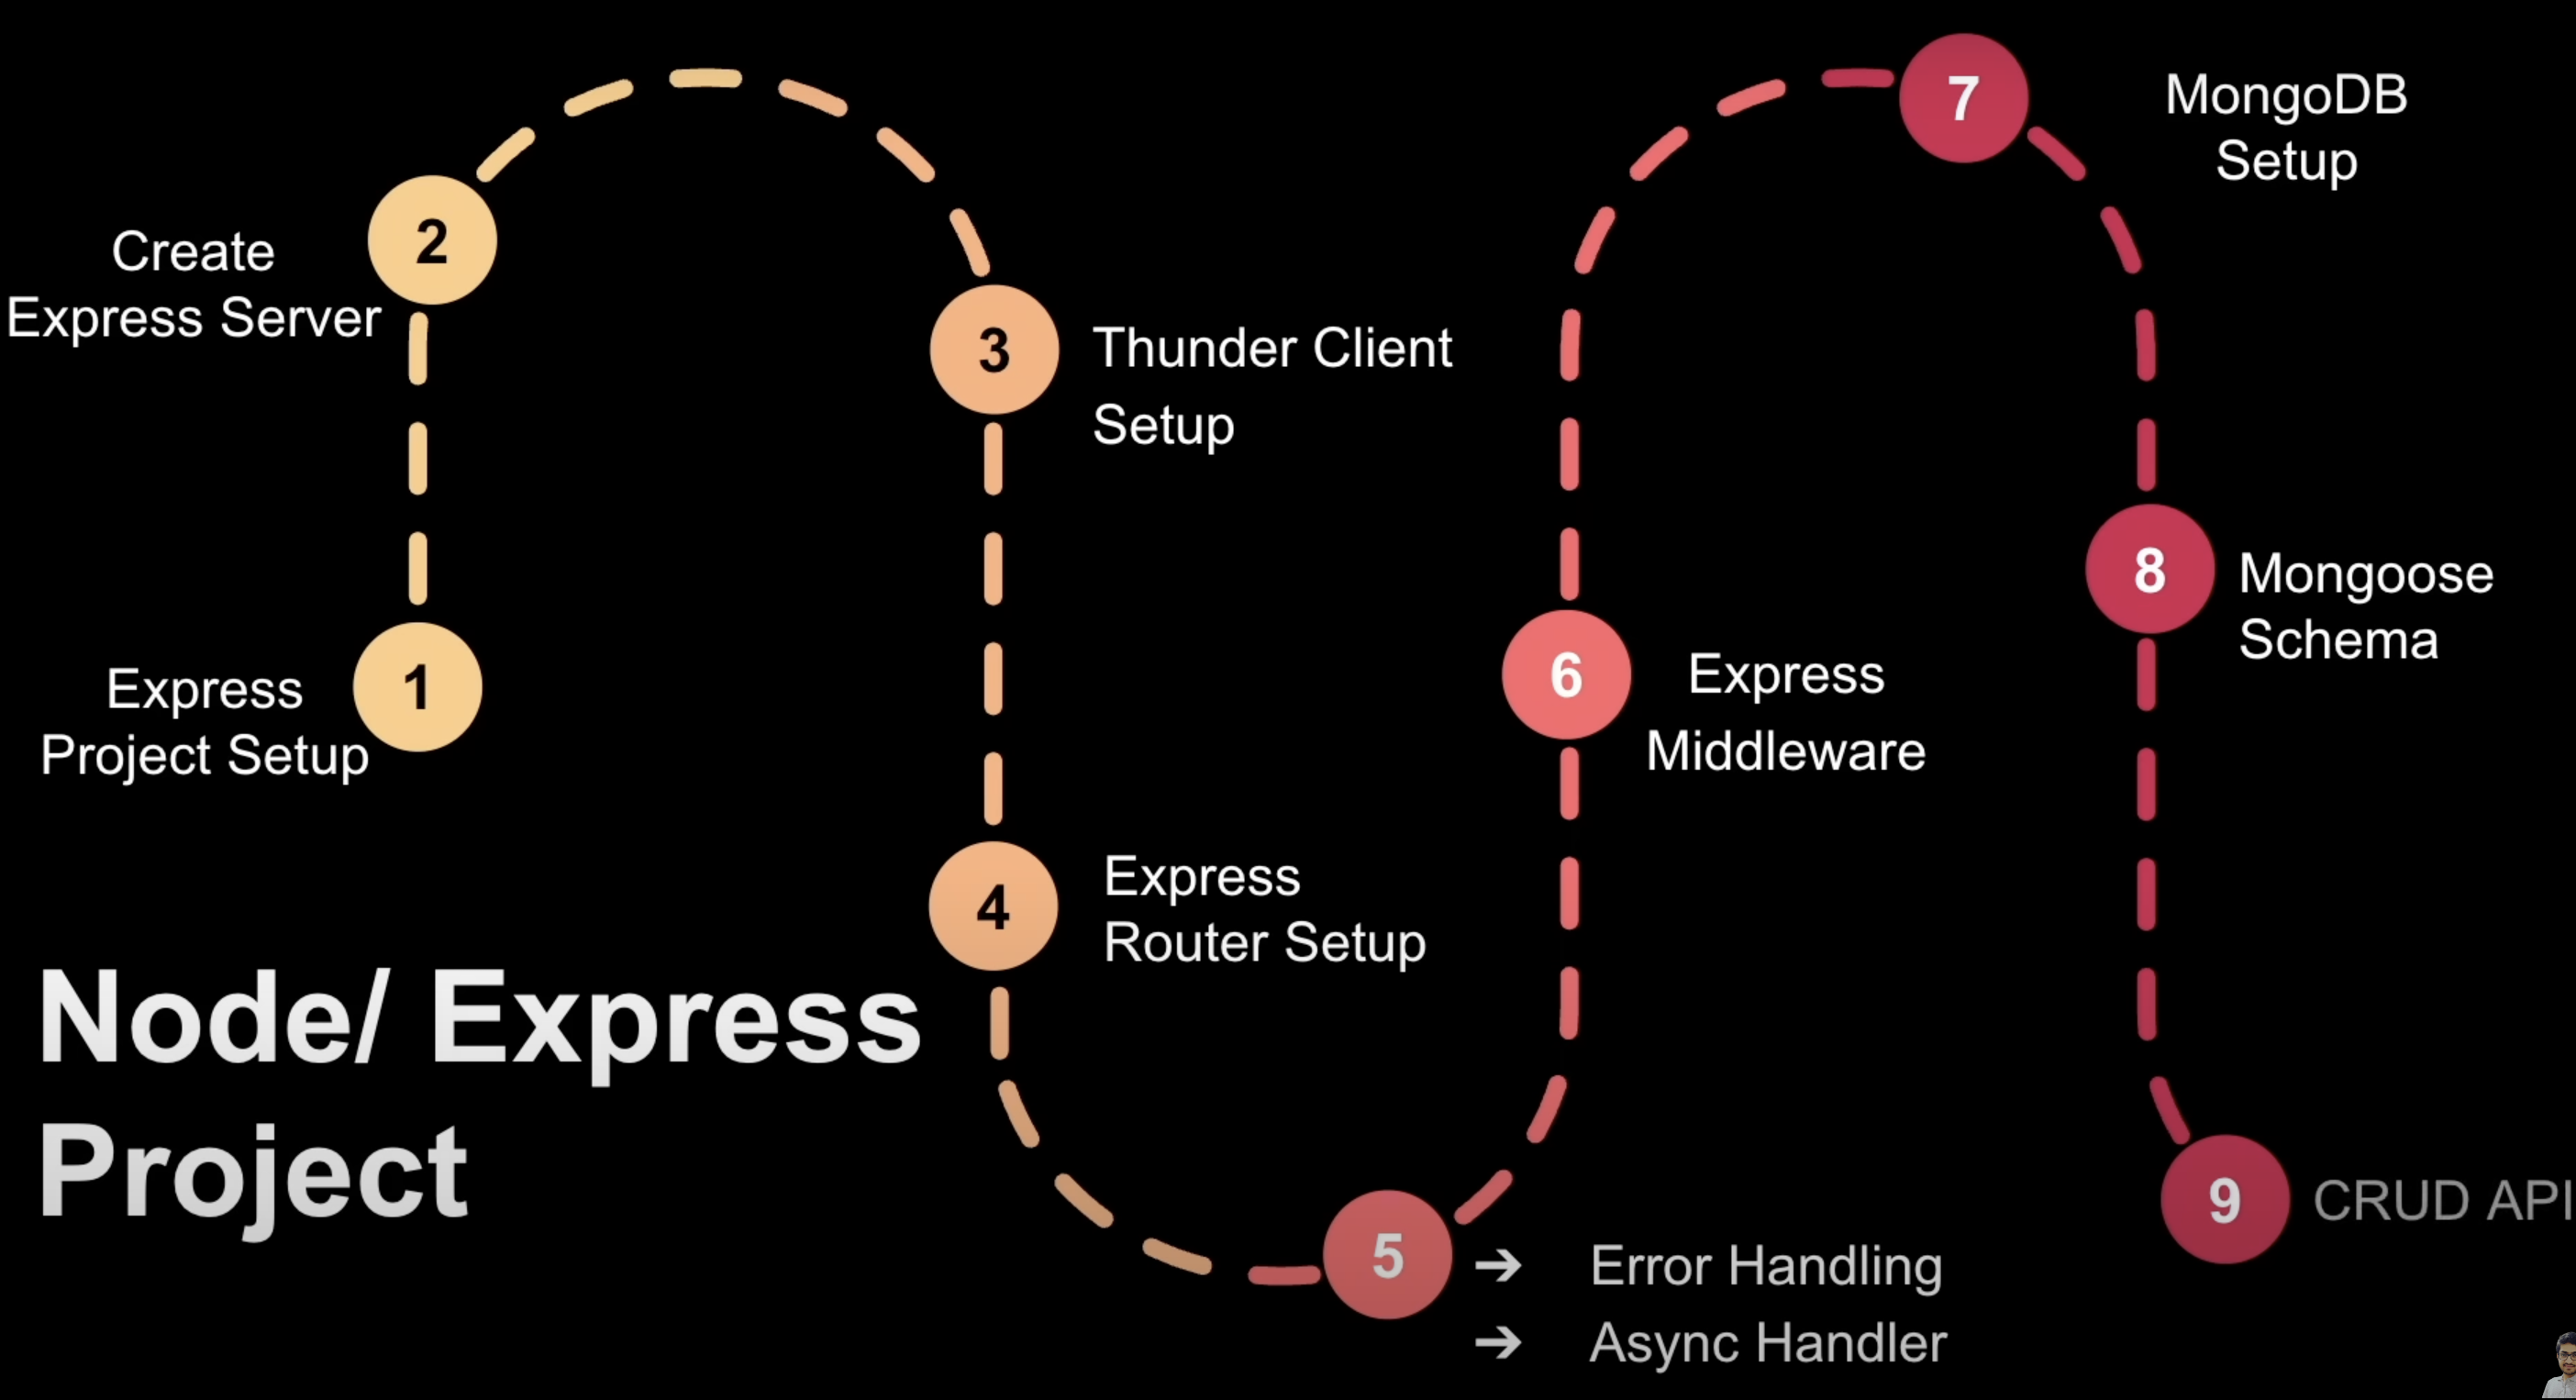 1
Express
Project Setup
2
Create
Express Server
3
Thunder Client
Setup
4
Express
Router Setup
5
➔ Error Handling
➔ Async Handler
6
Express
Middleware
7
MongoDB
Setup
8
Mongoose
Schema
9
CRUD API
Node/ Express
Project